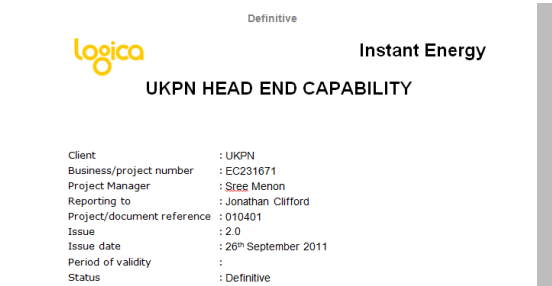 Definitive
logica
Instant Energy
UKPN HEAD END CAPABILITY
Client : UKPN
Business/project number : EC231671
Project Manager : Sree Menon
Reporting to : Jonathan Clifford
Project/document reference : 010401
Issue : 2.0
Issue date : 26th September 2011
Period of validity :
Status : Definitive